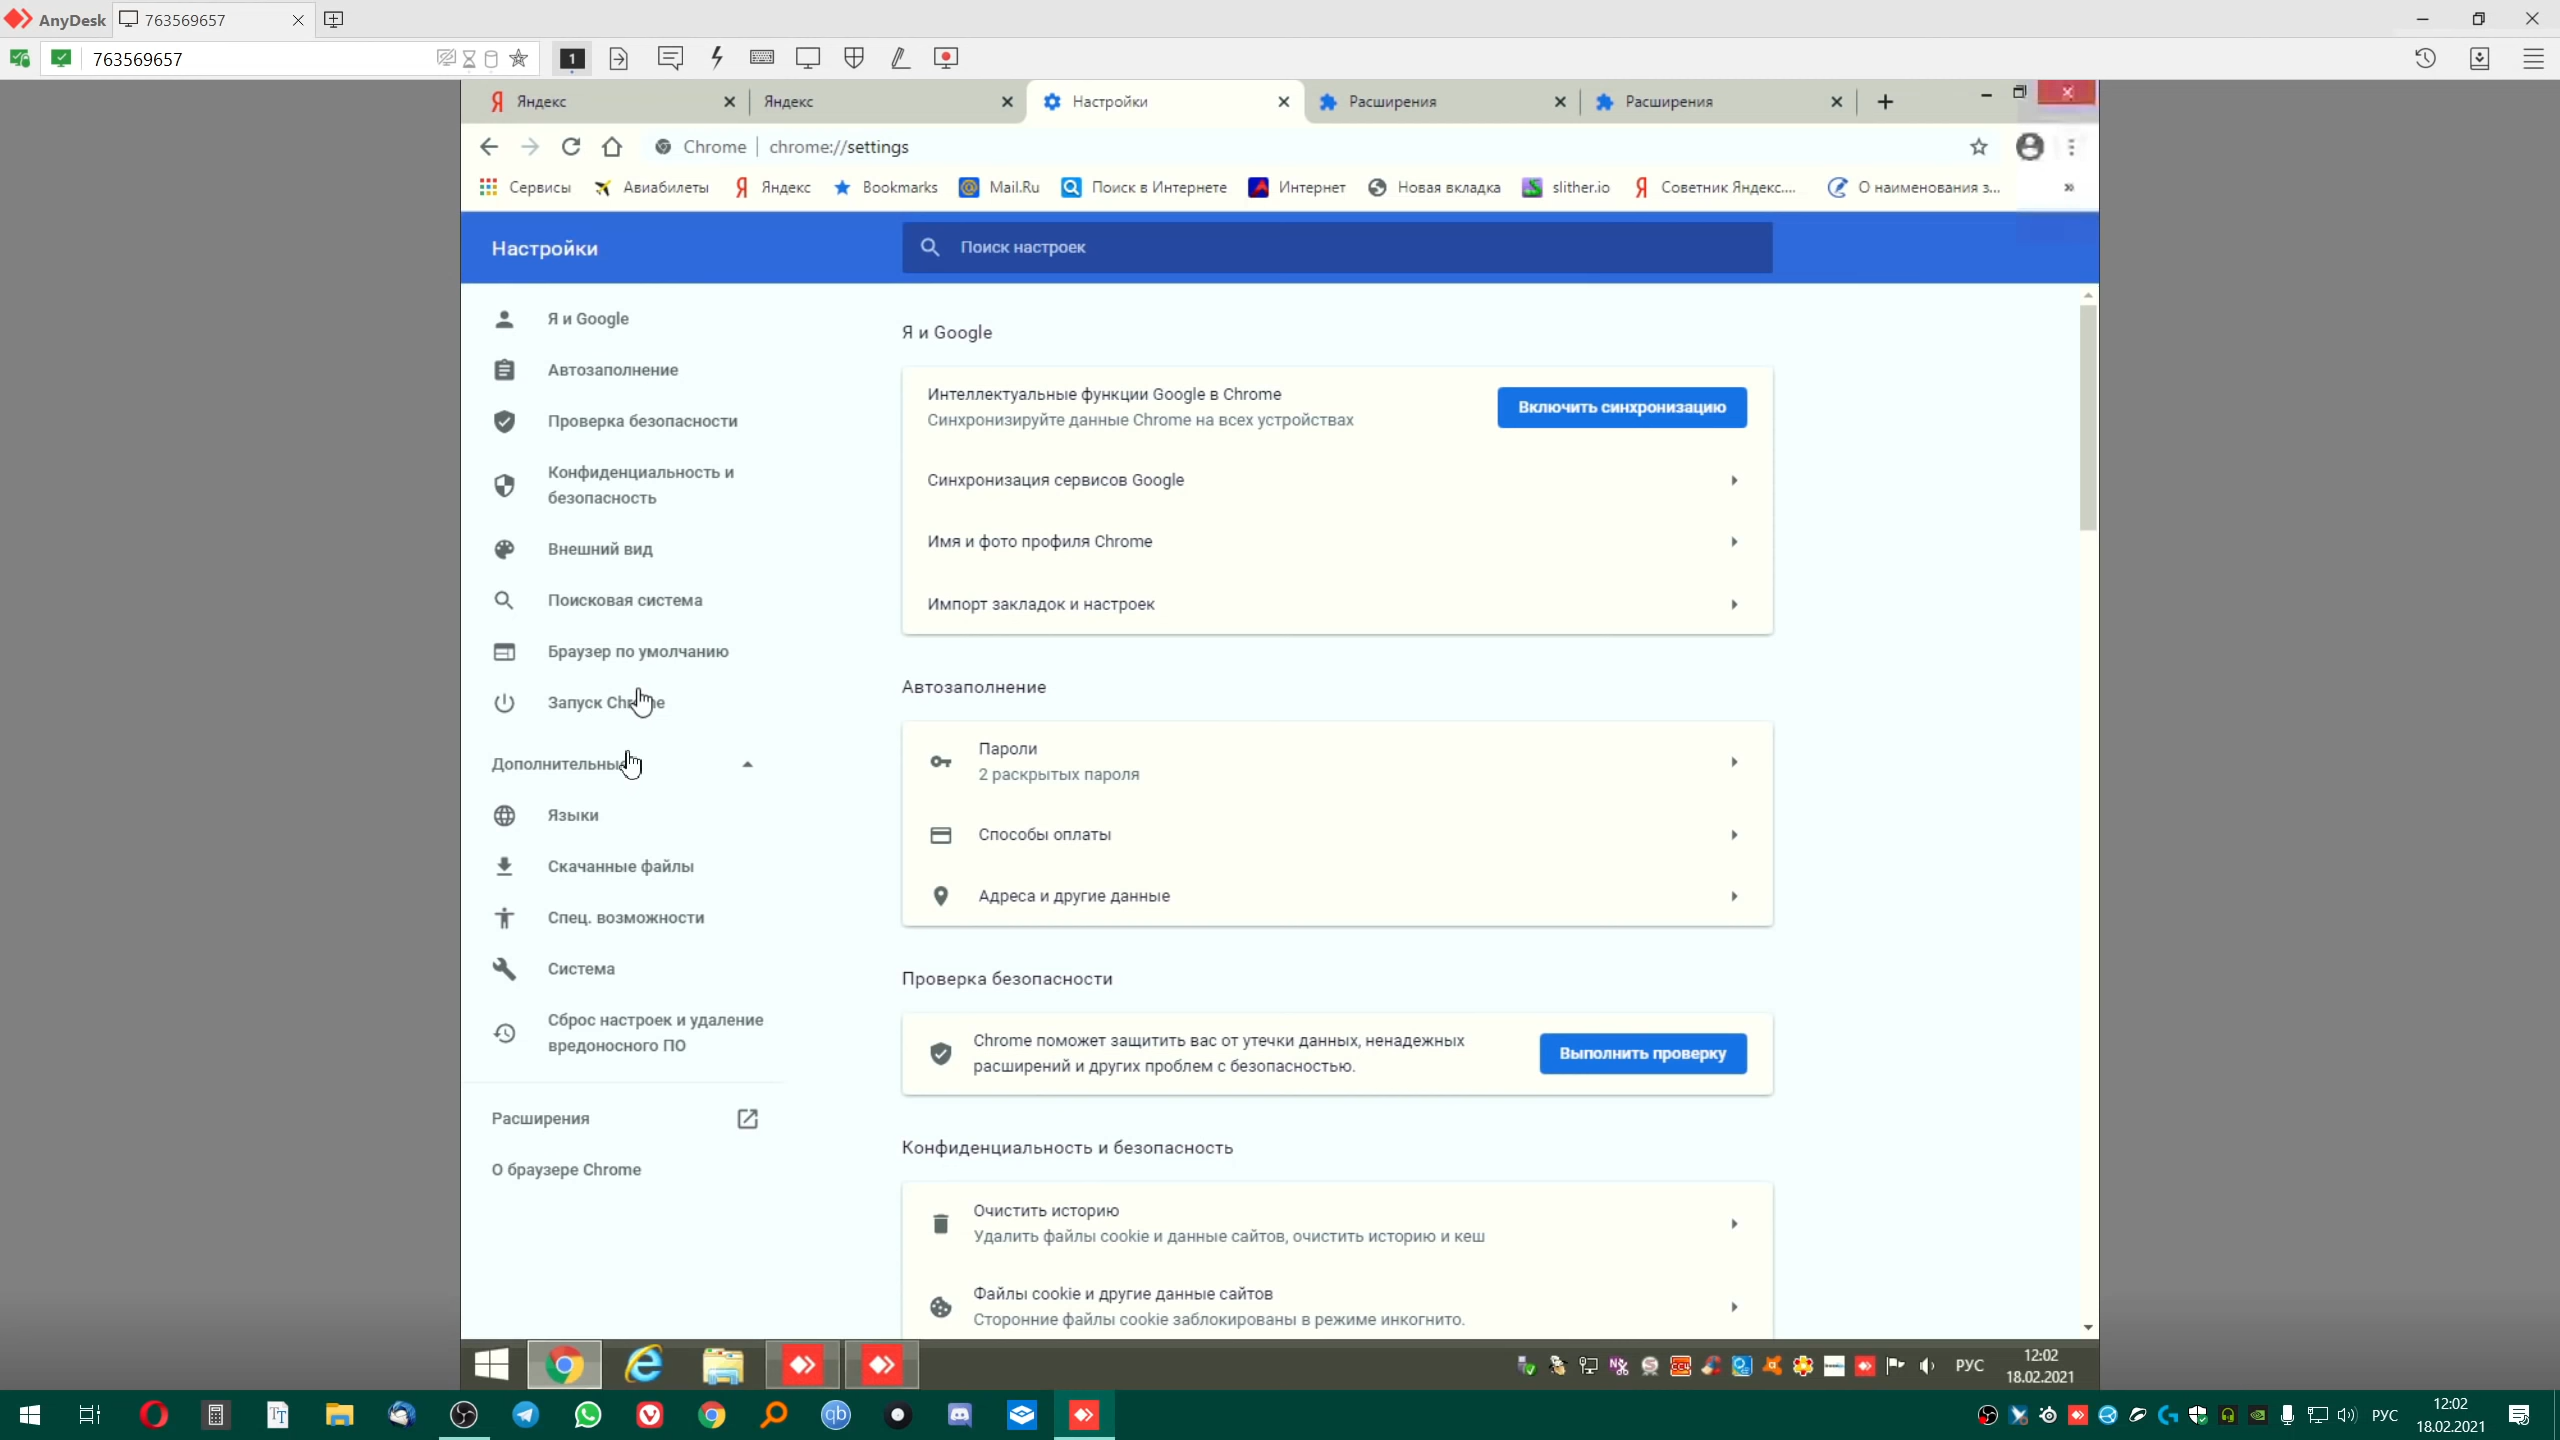 AnyDesk
763569657
763569657
1
Яндекс
Яндекс
Настройки
Расширения
Расширения
Chrome
chrome://settings
Сервисы
Авиабилеты
Яндекс
Bookmarks
Mail.Ru
Поиск в Интернете
Интернет
Новая вкладка
slither.io
Советник Яндекс....
О наименования з...
»
Настройки
Поиск настроек
Я и Google
Автозаполнение
Проверка безопасности
Конфиденциальность и
безопасность
Внешний вид
Поисковая система
Браузер по умолчанию
Запуск
Языки
Скачанные файлы
Спец. возможности
Система
Сброс настроек и удаление
вредоносного ПО
Расширения
О браузере Chrome
Я и Google
Интеллектуальные функции Google в Chrome
Синхронизируйте данные Chrome на всех устройствах
Включить синхронизацию
Синхронизация сервисов Google
Имя и фото профиля Chrome
Импорт закладок и настроек
Автозаполнение
Пароли
2 раскрытых пароля
Способы оплаты
Адреса и другие данные
Проверка безопасности
Chrome поможет защитить вас от утечки данных, ненадежных
расширений и других проблем с безопасностью.
Выполнить проверку
Конфиденциальность и безопасность
Очистить историю
Удалить файлы cookie и данные сайтов, очистить историю и кеш
Файлы cookie и другие данные сайтов
Сторонние файлы cookie заблокированы в режиме инкогнито.
РУС
12:02
18.02.2021
qb
РУС
12:02
18.02.2021